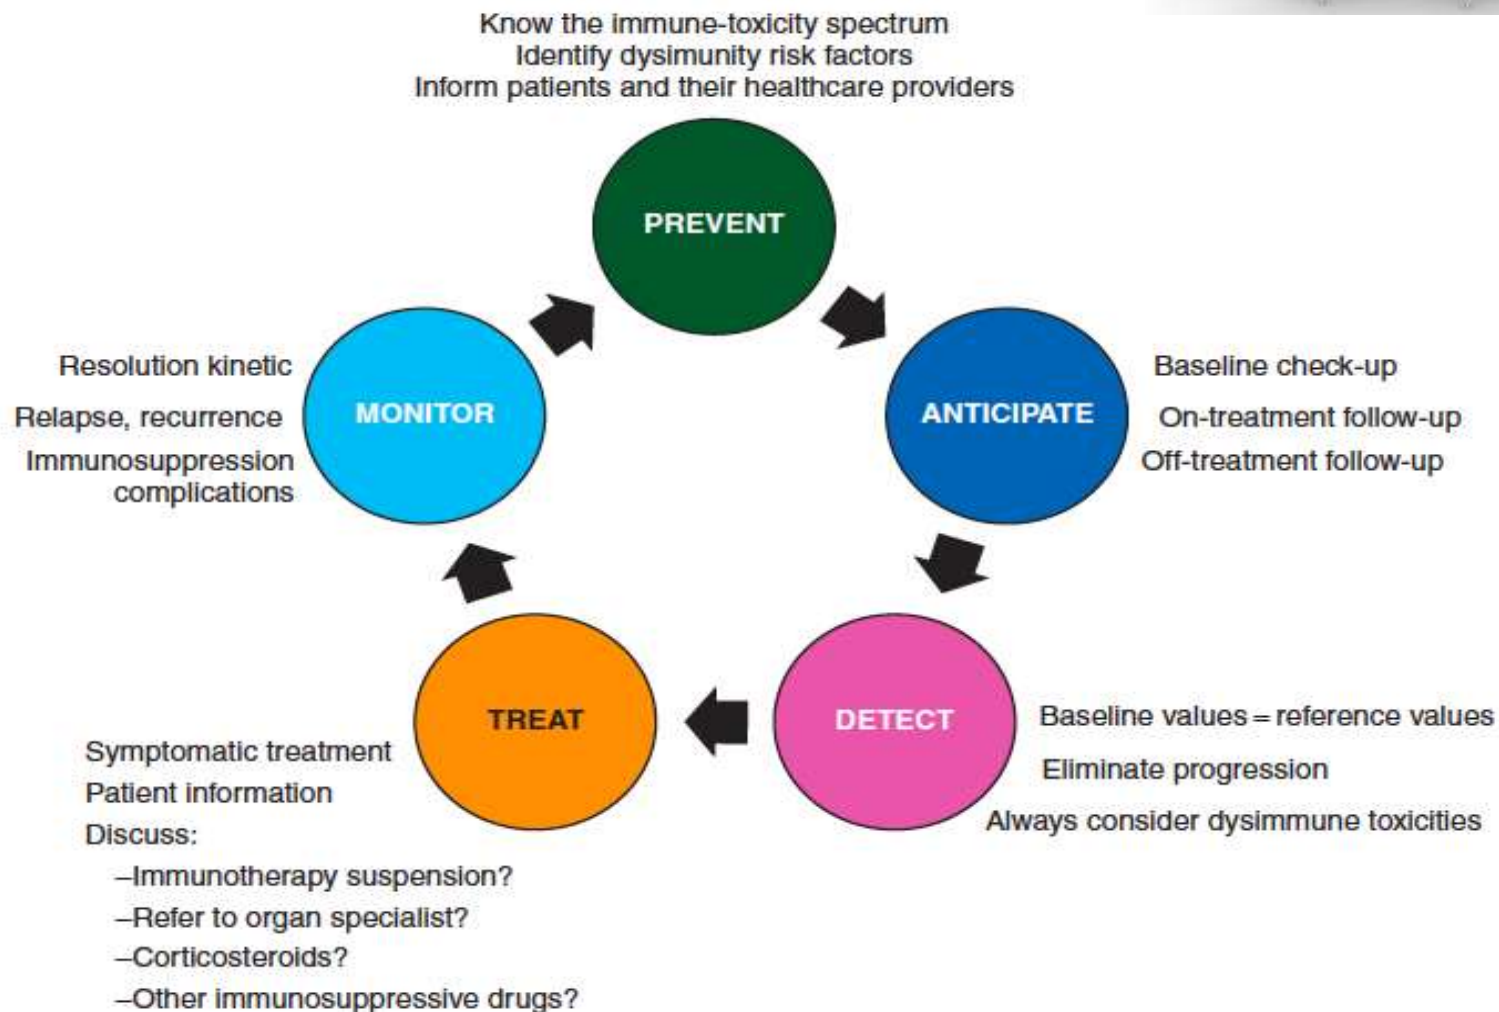 Know the immune-toxicity spectrum
Identify dysimunity risk factors
Inform patients and their healthcare providers
PREVENT
ANTICIPATE
Baseline check-up
On-treatment follow-up
Off-treatment follow-up
DETECT
Baseline values = reference values
Eliminate progression
Always consider dysimmune toxicities
TREAT
Symptomatic treatment
Patient information
Discuss:
–Immunotherapy suspension?
–Refer to organ specialist?
–Corticosteroids?
–Other immunosuppressive drugs?
MONITOR
Resolution kinetic
Relapse, recurrence
Immunosuppression
complications